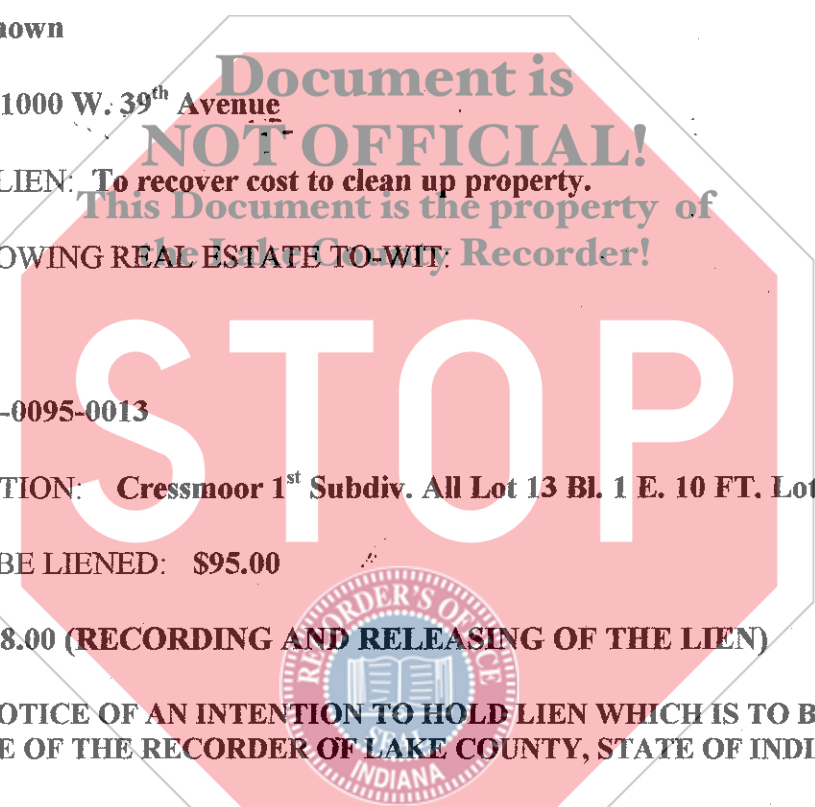 nown
Document is
1000 W. 39th Avenue
NOT OFFICIAL!
LIEN: To recover cost to clean up property.
This Document is the property of
OWING REAL ESTATE TO-WIT:
the Lake County Recorder!
STOP
-0095-0013
TION: Cressmoor 1st Subdiv. All Lot 13 Bl. 1 E. 10 FT. Lot
BE LIENED: $95.00
RECORDER'S OFFICE
8.00 (RECORDING AND RELEASING OF THE LIEN)
OTICE OF AN INTENTION TO HOLD LIEN WHICH IS TO B
SEAL
E OF THE RECORDER OF LAKE COUNTY, STATE OF INDI
INDIANA